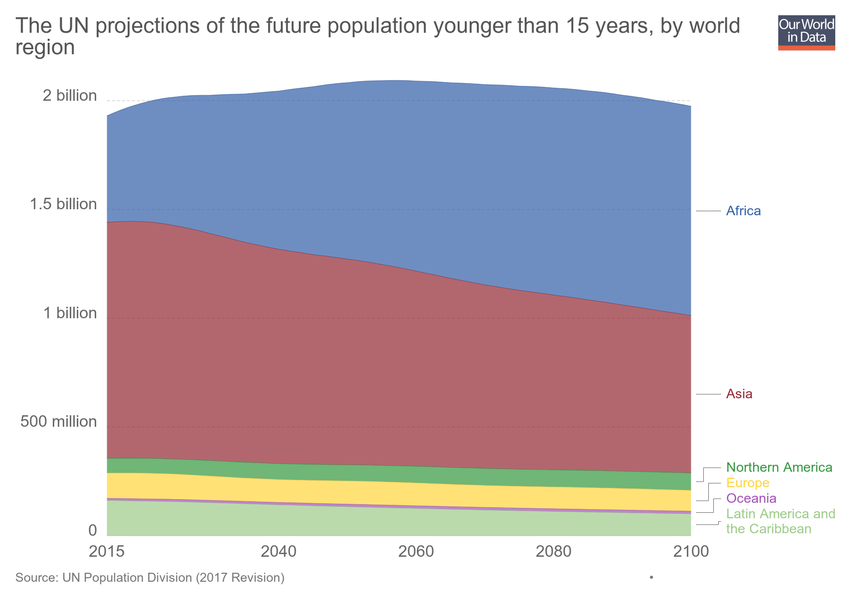 The UN projections of the future population younger than 15 years, by world
region
Our World
in Data
2 billion
1.5 billion
1 billion
500 million
0
2015
2040
2060
2080
2100
Africa
Asia
Northern America
Europe
Oceania
Latin America and
the Caribbean
Source: UN Population Division (2017 Revision)